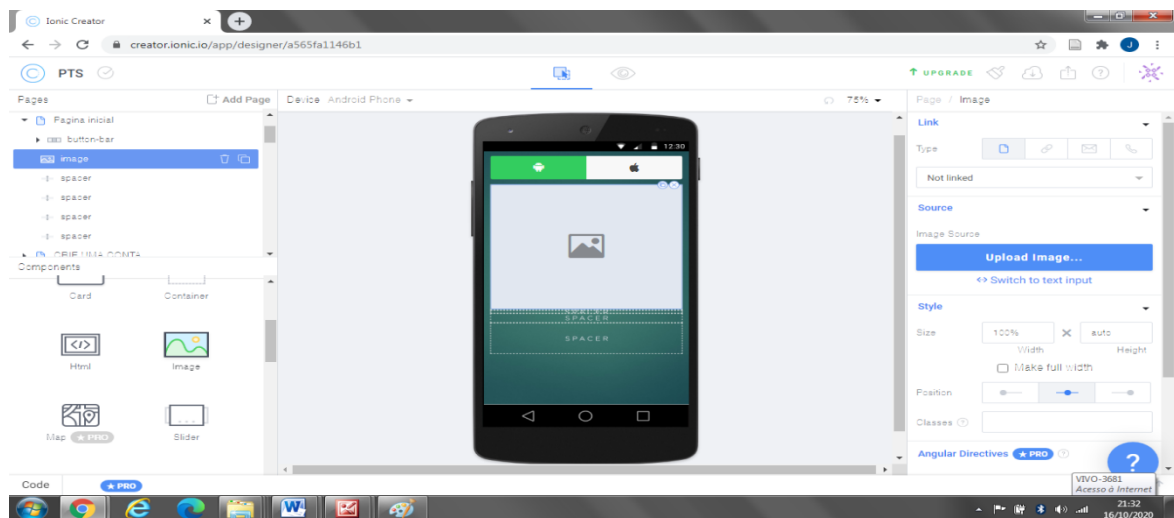 Ionic Creator
creator.ionic.io/app/designer/a565fa1146b1
J
PTS
UPGRADE
Pages
Add Page
Device Android Phone
75%
Page / Image
Pagina inicial
button-bar
image
spacer
spacer
spacer
spacer
CRIE UMA CONTA
Components
Card
Container
Html
Image
Map PRO
Slider
12:30
SPACER
SPACER
Link
Type
Not linked
Source
Image Source
Upload Image...
<> Switch to text input
Style
Size
100%
auto
Width
Height
Make full width
Position
Classes
Angular Directives PRO
?
Code
PRO
VIVO-3681
Acesso à Internet
21:32
16/10/2020